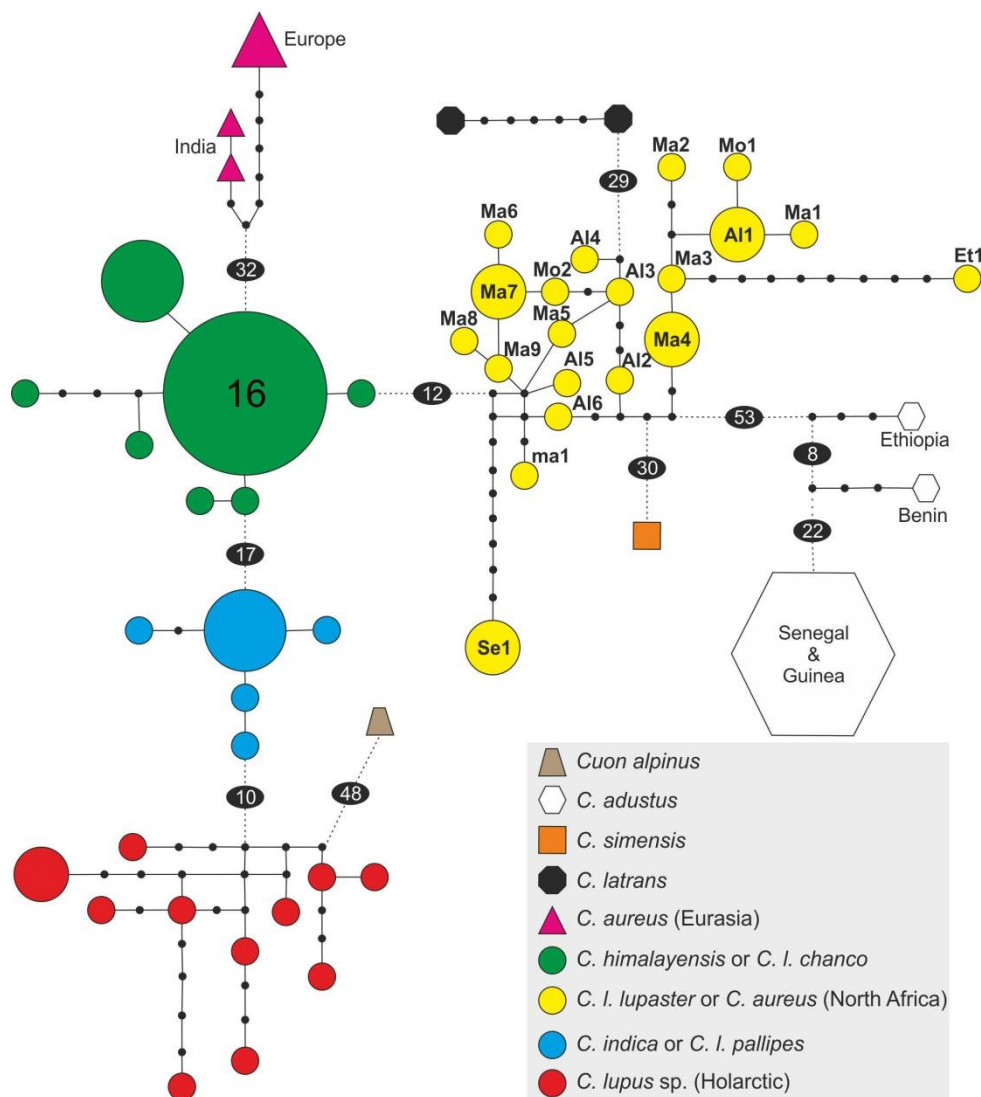 Europe
India
32
16
12
17
10
48
29
Ma2
Mo1
Ma6
Al4
Al1
Ma1
Ma7
Mo2
Al3
Ma3
Et1
Ma8
Ma5
Ma9
Al5
Al2
Ma4
Al6
53
Ethiopia
ma1
30
8
Benin
22
Se1
Senegal
&
Guinea
Cuon alpinus
C. adustus
C. simensis
C. latrans
C. aureus (Eurasia)
C. himalayensis or C. l. chanco
C. l. lupaster or C. aureus (North Africa)
C. indica or C. l. pallipes
C. lupus sp. (Holarctic)